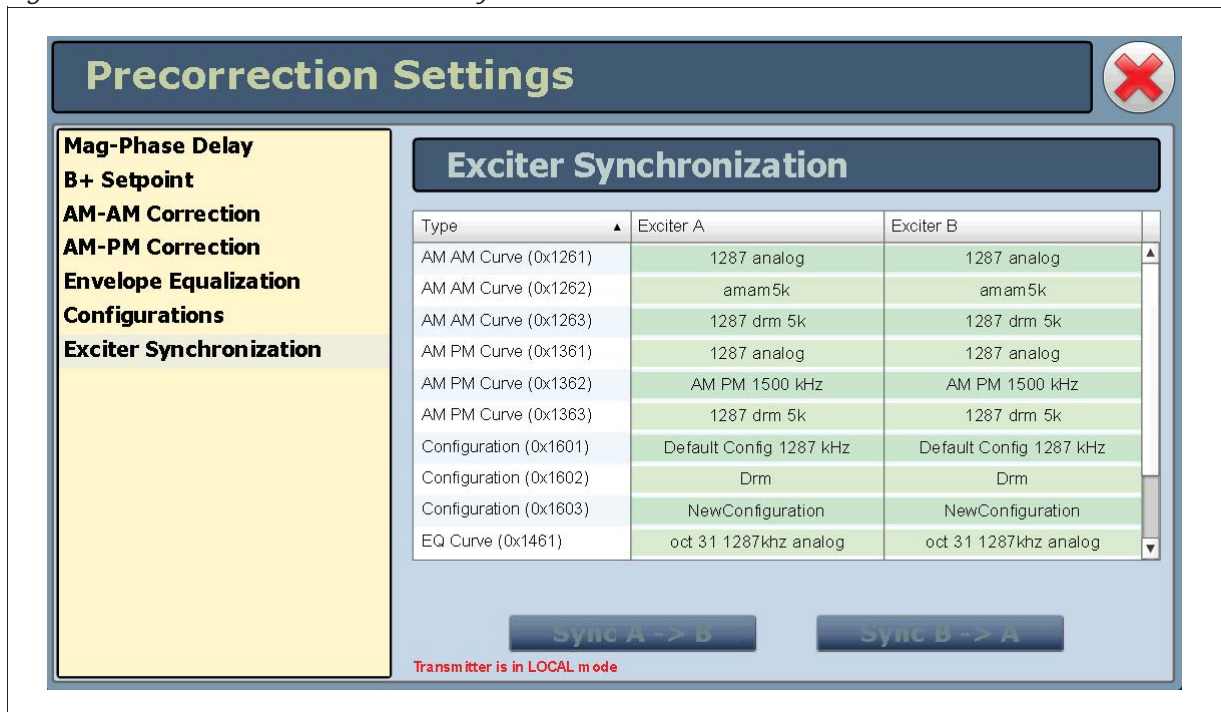 Precorrection Settings
Mag-Phase Delay
B+ Setpoint
AM-AM Correction
AM-PM Correction
Envelope Equalization
Configurations
Exciter Synchronization
Exciter Synchronization
Type Exciter A Exciter B
AM AM Curve (0x1261) 1287 analog 1287 analog
AM AM Curve (0x1262) amam5k amam5k
AM AM Curve (0x1263) 1287 drm 5k 1287 drm 5k
AM PM Curve (0x1361) 1287 analog 1287 analog
AM PM Curve (0x1362) AM PM 1500 kHz AM PM 1500 kHz
AM PM Curve (0x1363) 1287 drm 5k 1287 drm 5k
Configuration (0x1601) Default Config 1287 kHz Default Config 1287 kHz
Configuration (0x1602) Drm Drm
Configuration (0x1603) NewConfiguration NewConfiguration
EQ Curve (0x1461) oct 31 1287khz analog oct 31 1287khz analog
Sync A -> B Sync B -> A
Transmitter is in LOCAL mode